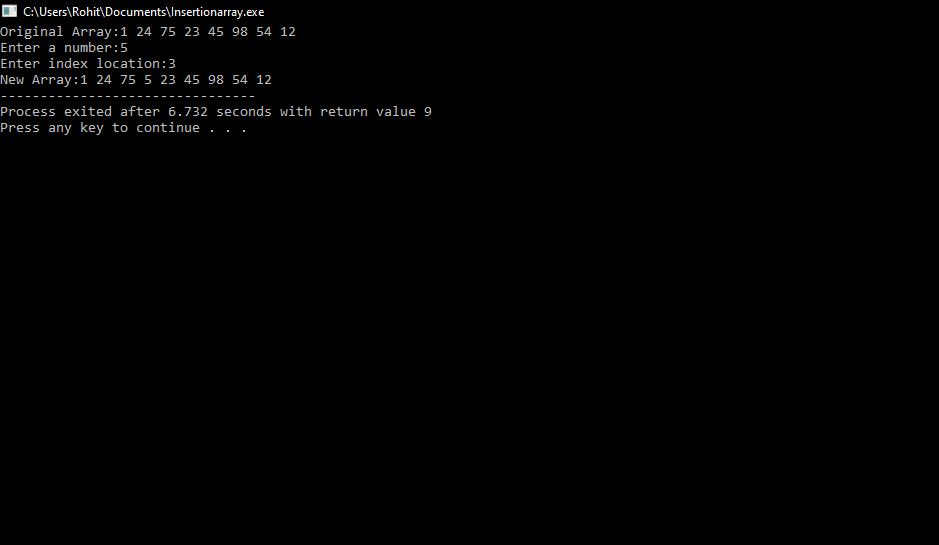 C:\Users\Rohit\Documents\Insertionarray.exe
Original Array:1 24 75 23 45 98 54 12
Enter a number:5
Enter index location:3
New Array:1 24 75 5 23 45 98 54 12
--------------------------------
Process exited after 6.732 seconds with return value 9
Press any key to continue . . .